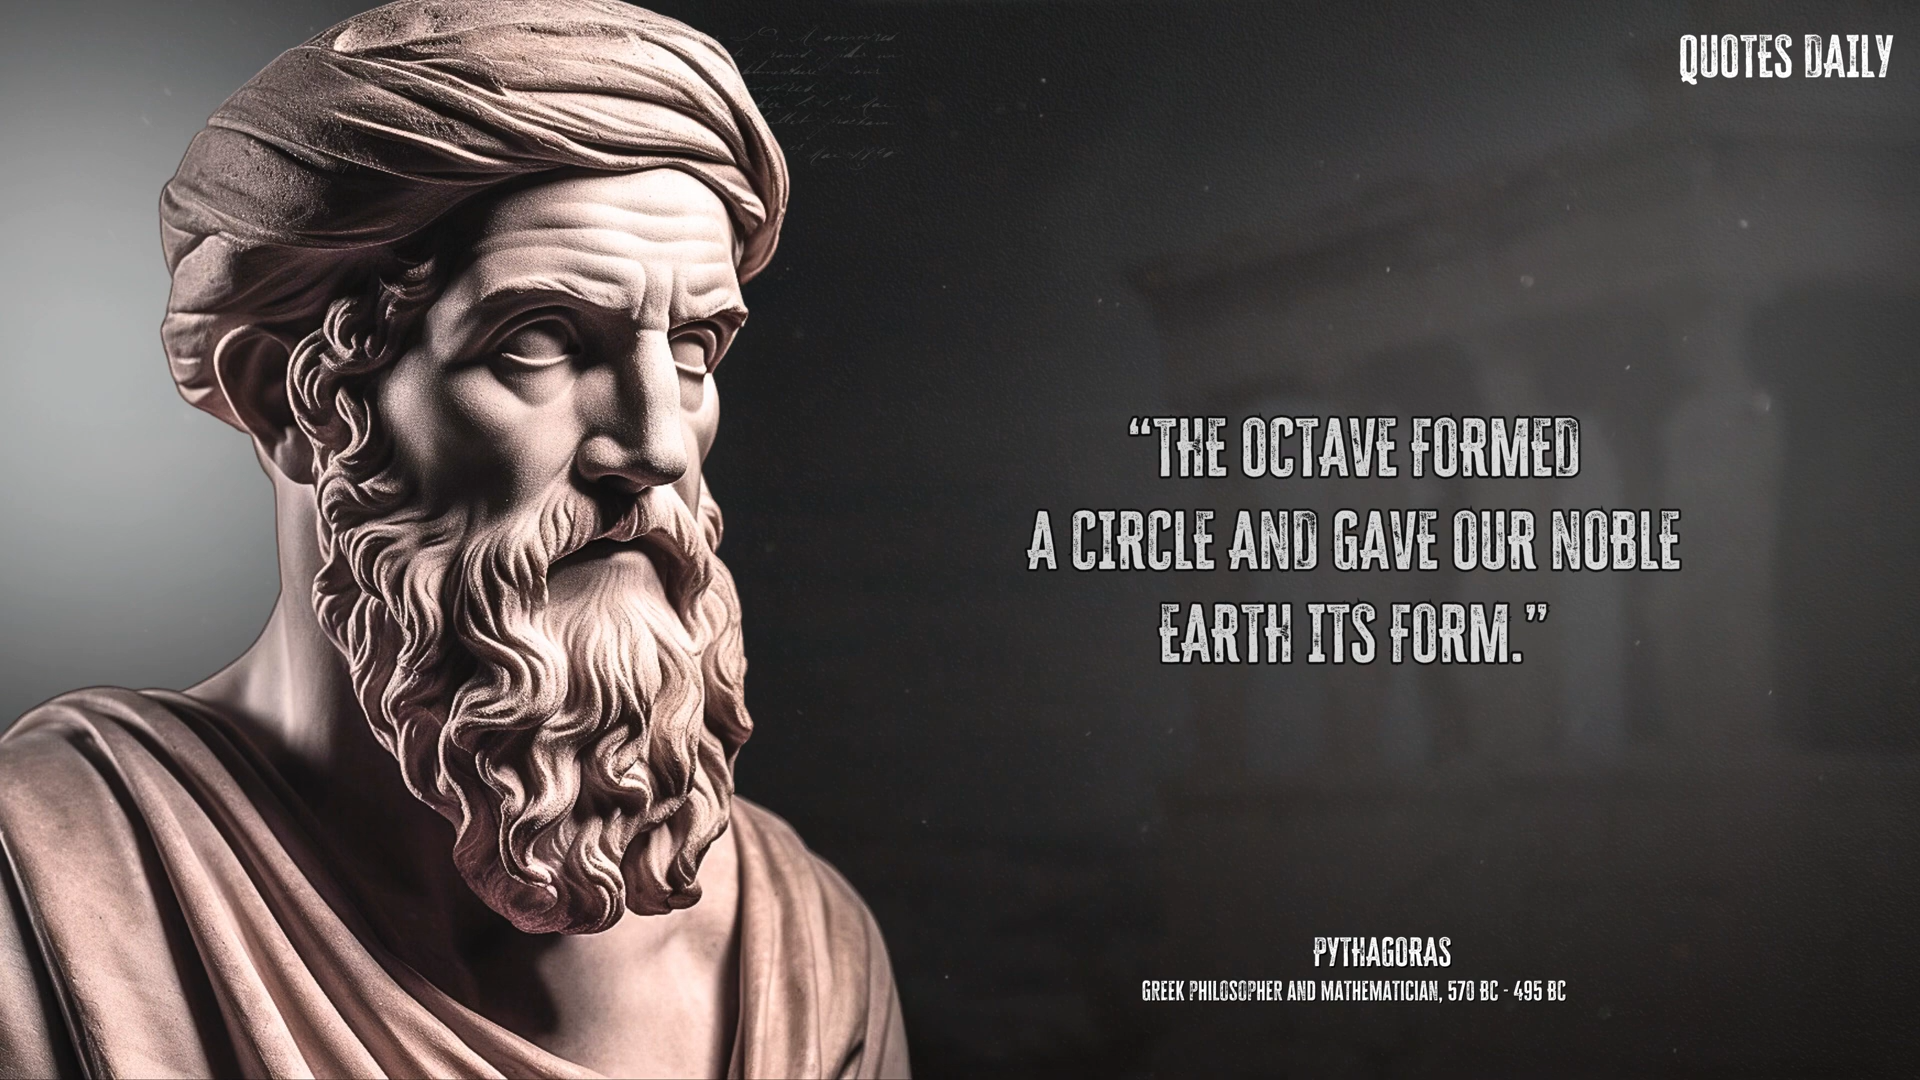 QUOTES DAILY
“THE OCTAVE FORMED
A CIRCLE AND GAVE OUR NOBLE
EARTH ITS FORM.”
PYTHAGORAS
GREEK PHILOSOPHER AND MATHEMATICIAN, 570 BC - 495 BC